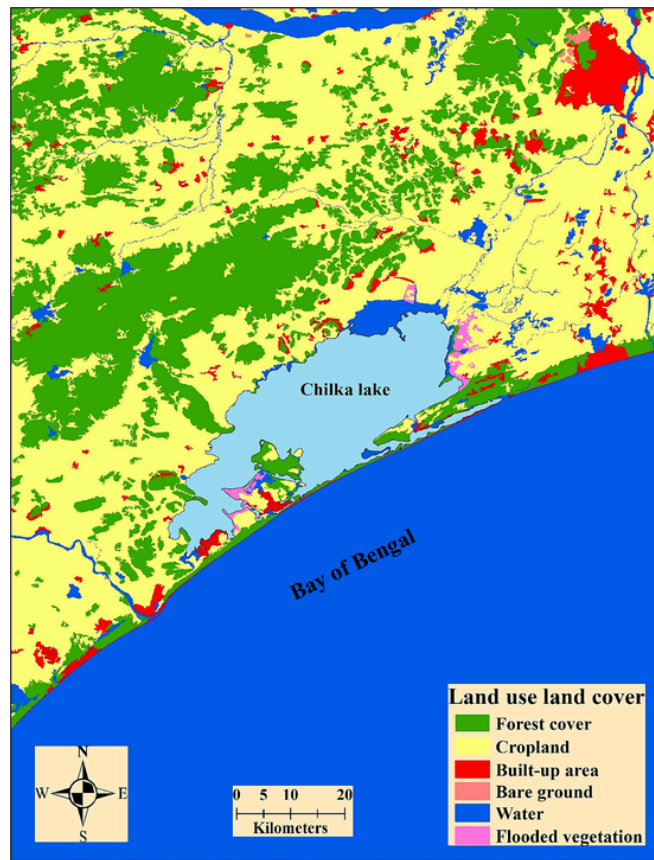 Chilka lake
Bay of Bengal
Land use land cover
Forest cover
Cropland
Built-up area
Bare ground
Water
Flooded vegetation
N
W E
S
0 5 10 20
Kilometers